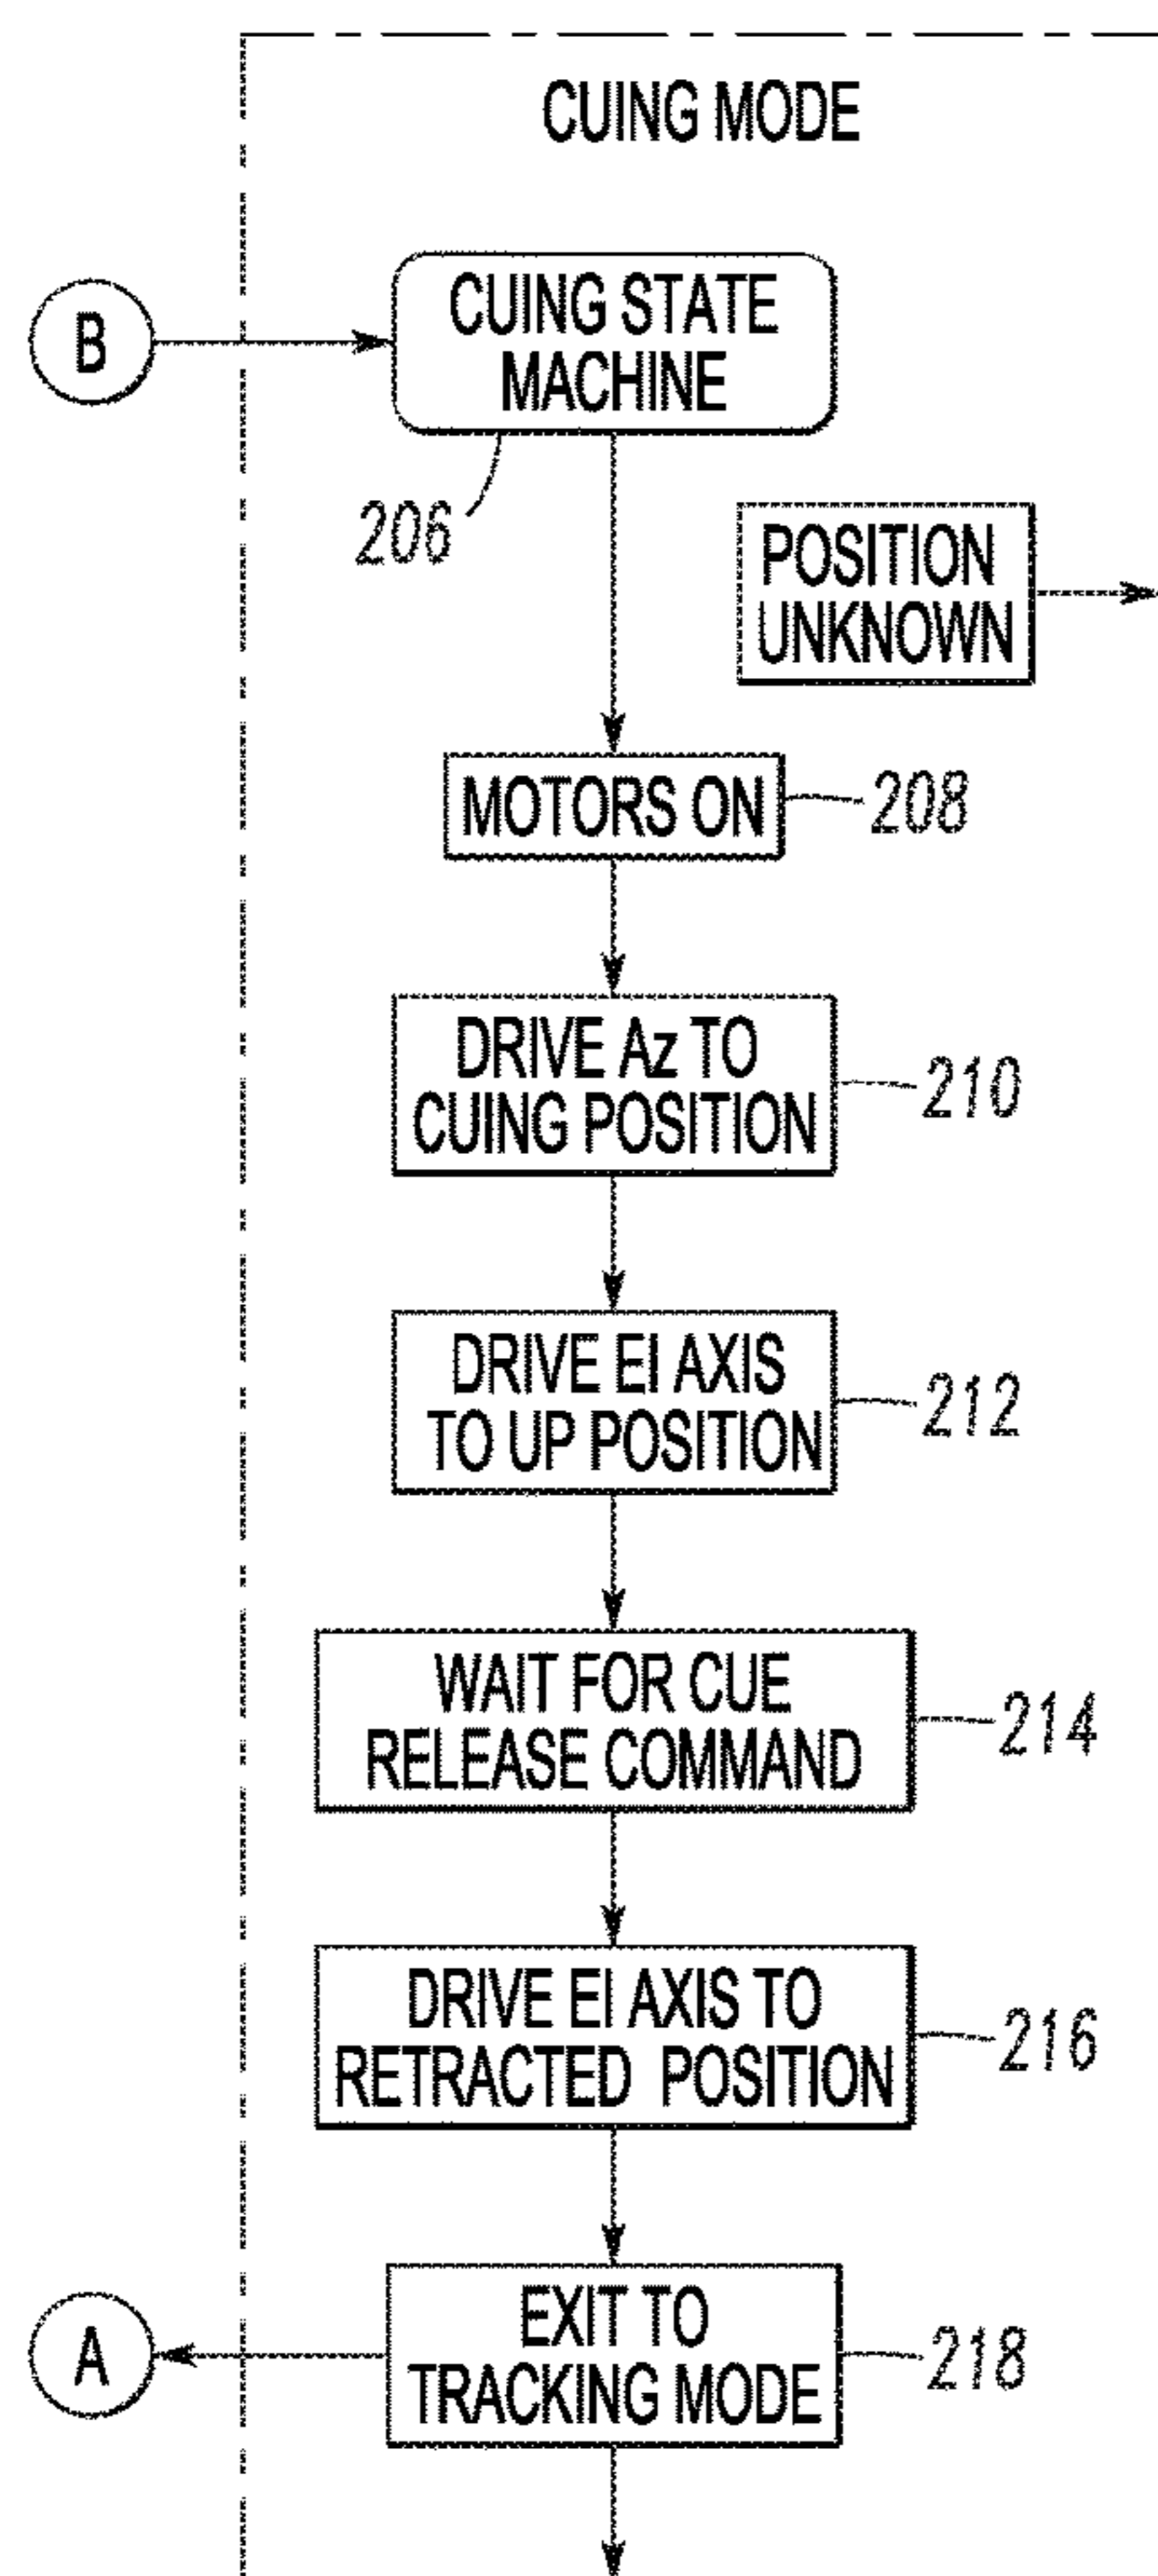 CUING MODE
B
CUING STATE
MACHINE
206
POSITION
UNKNOWN
MOTORS ON
208
DRIVE Az TO
CUING POSITION
210
DRIVE El AXIS
TO UP POSITION
212
WAIT FOR CUE
RELEASE COMMAND
214
DRIVE El AXIS TO
RETRACTED POSITION
216
A
EXIT TO
TRACKING MODE
218